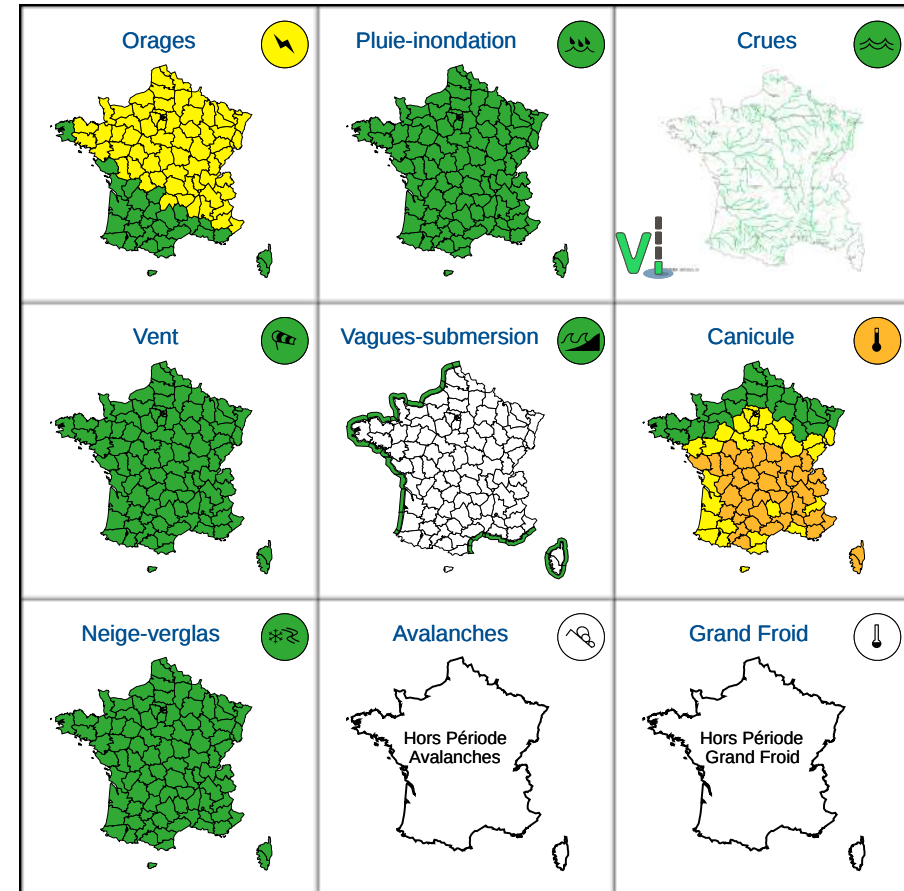 Orages
Pluie-inondation
Crues
Vi
Vent
Vagues-submersion
Canicule
Neige-verglas
Avalanches
Grand Froid
Hors Période
Avalanches
Hors Période
Grand Froid